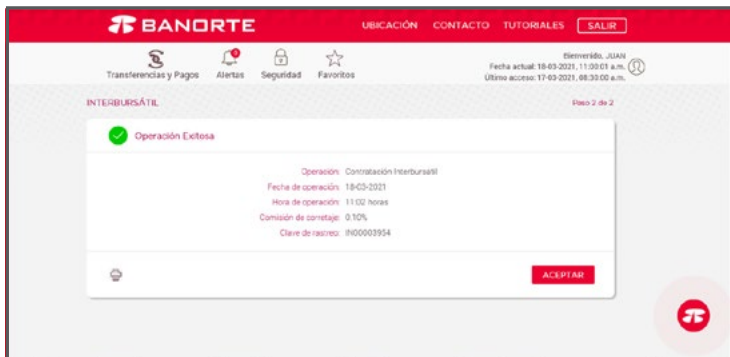 BANORTE
UBICACIÓN CONTACTO TUTORIALES SALIR
Transferencias y Pagos Alertas Seguridad Favoritos
Bienvenido, JUAN
Fecha actual: 18-03-2021, 11:00:01 a.m.
Último acceso: 17-03-2021, 08:30:00 a.m.
INTERBURSÁTIL Paso 2 de 2
Operación Exitosa
Operación: Contratación Interbursatil
Fecha de operación: 18-03-2021
Hora de operación: 11:02 horas
Comisión de corretaje: 0.10%
Clave de rastreo: IN00003954
ACEPTAR